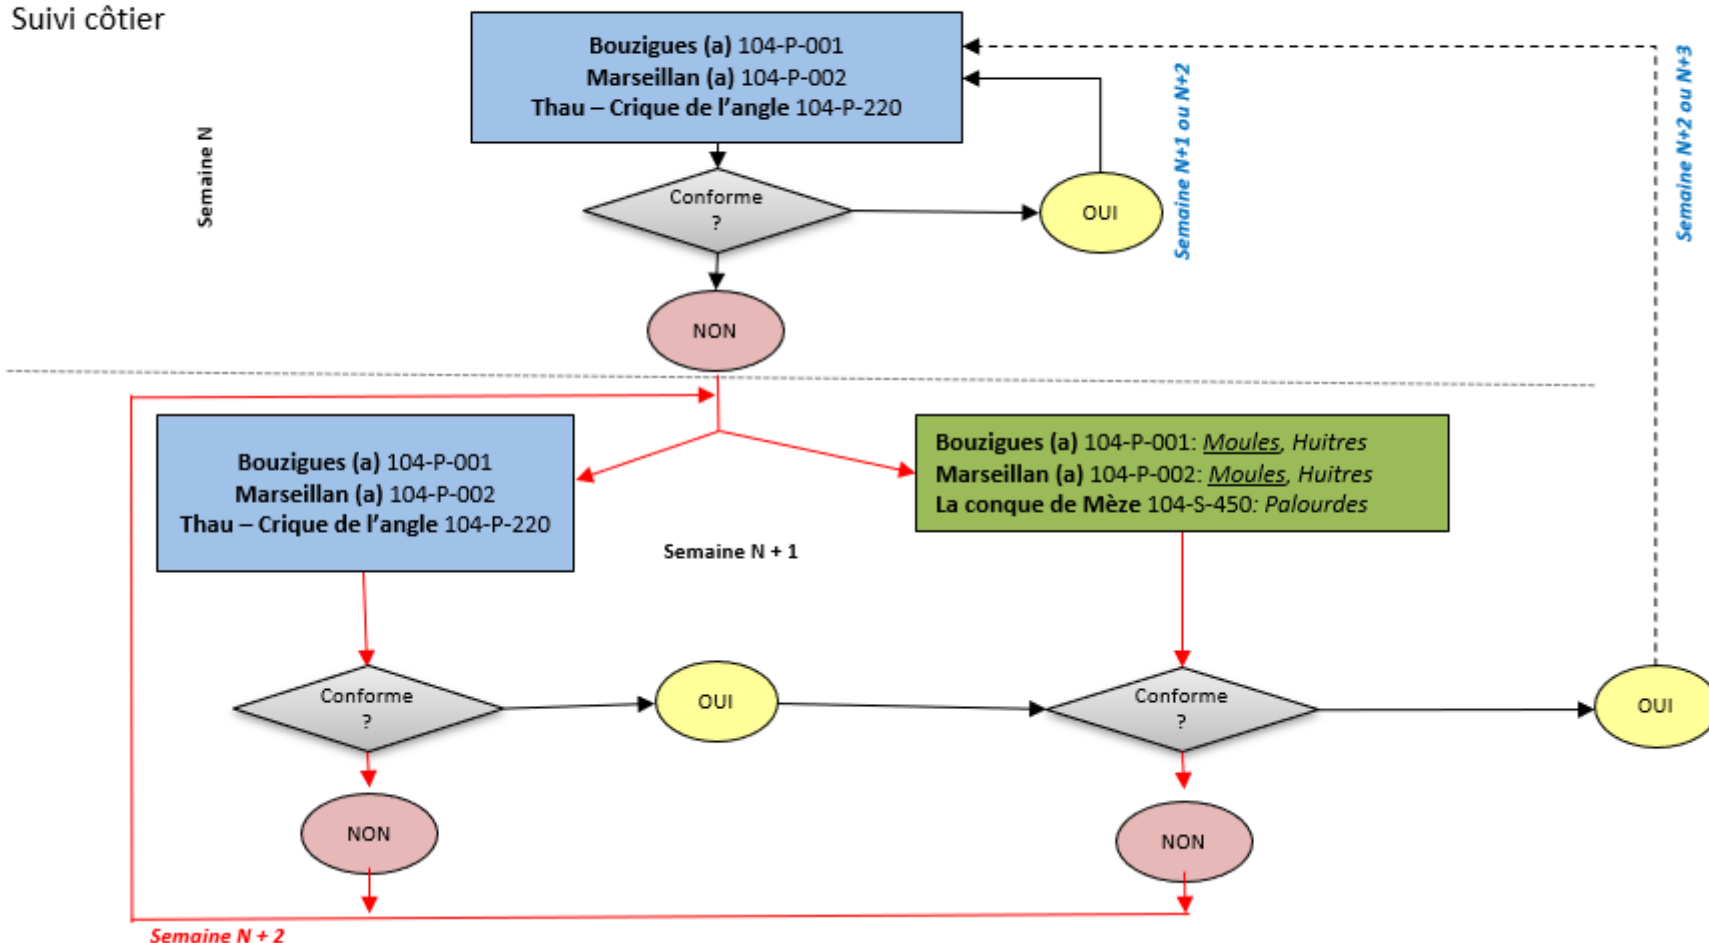 Suivi côtier
Bouzigues (a) 104-P-001
Marseillan (a) 104-P-002
Thau – Crique de l'angle 104-P-220
Semaine N
Conforme
?
OUI
Semaine N+1 ou N+2
Semaine N+2 ou N+3
NON
Bouzigues (a) 104-P-001
Marseillan (a) 104-P-002
Thau – Crique de l'angle 104-P-220
Bouzigues (a) 104-P-001: Moules, Huitres
Marseillan (a) 104-P-002: Moules, Huitres
La conque de Mèze 104-S-450: Palourdes
Semaine N + 1
Conforme
?
OUI
Conforme
?
OUI
NON
NON
Semaine N + 2